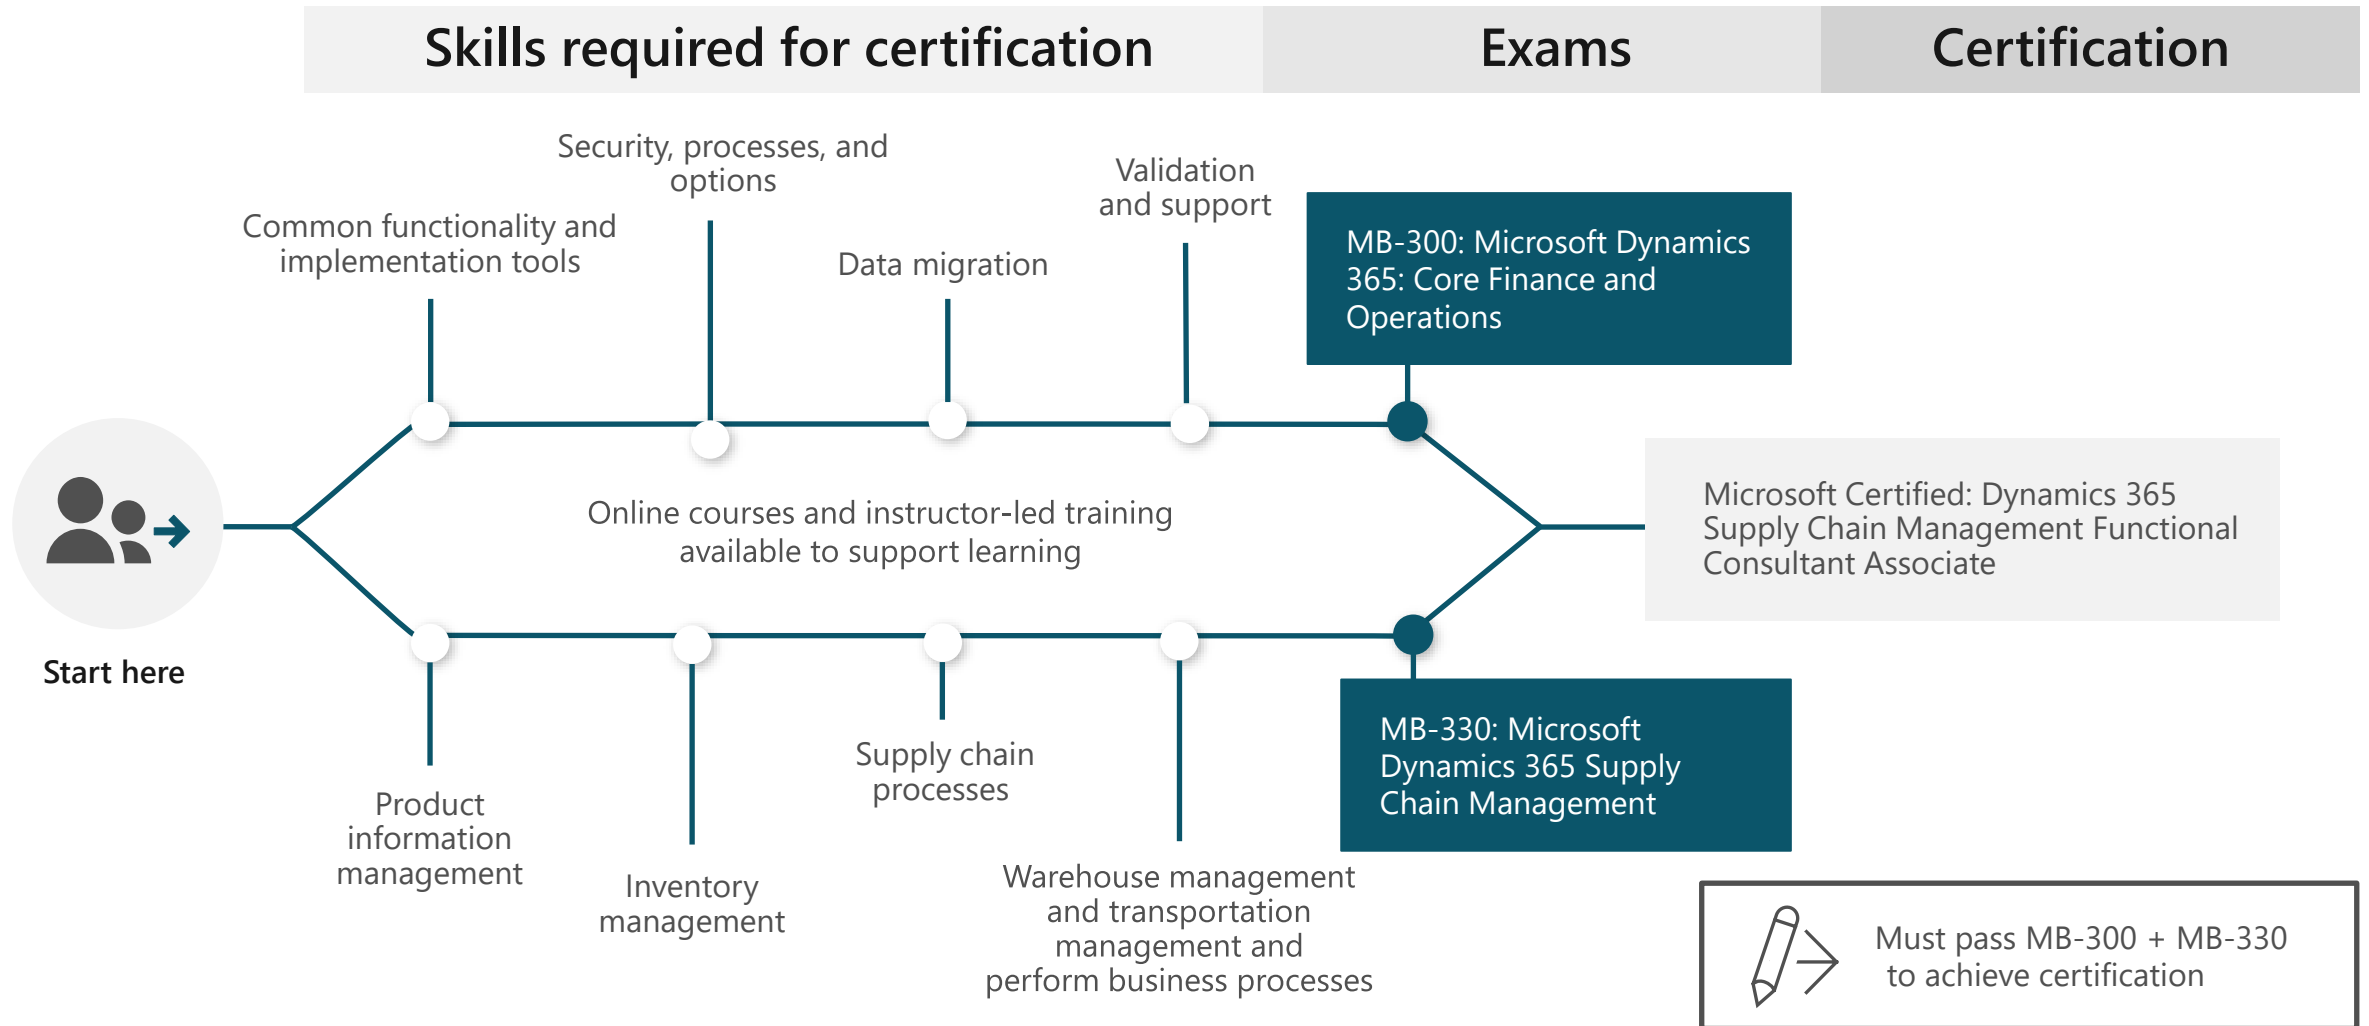 Skills required for certification
Exams
Certification
Security, processes, and
options
Validation
and support
Common functionality and
implementation tools
Data migration
MB-300: Microsoft Dynamics
365: Core Finance and
Operations
Online courses and instructor-led training
available to support learning
Microsoft Certified: Dynamics 365
Supply Chain Management Functional
Consultant Associate
Start here
Product
information
management
Inventory
management
Supply chain
processes
Warehouse management
and transportation
management and
perform business processes
MB-330: Microsoft
Dynamics 365 Supply
Chain Management
Must pass MB-300 + MB-330
to achieve certification